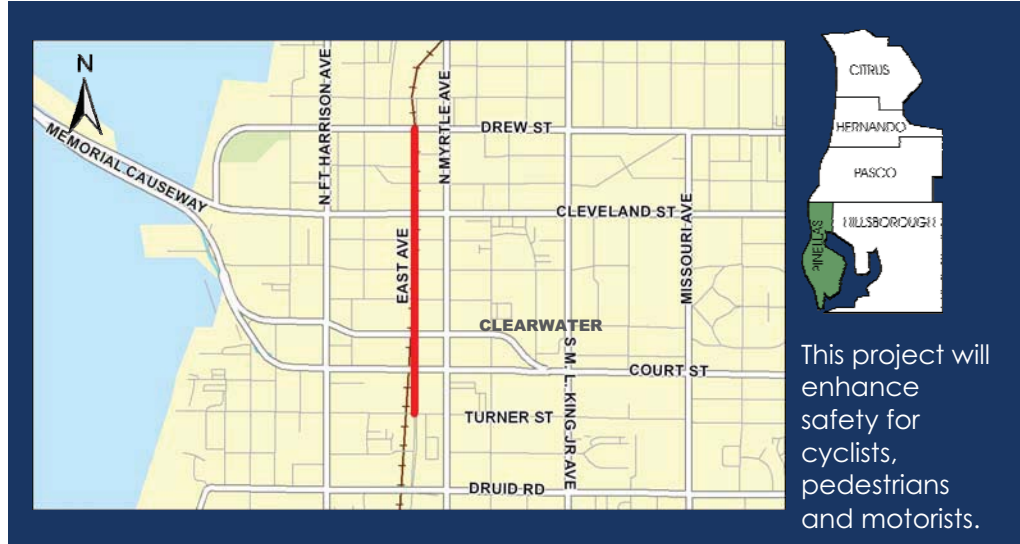 N
MEMORIAL CAUSEWAY
N FT HARRISON AVE
N MYRTLE AVE
DREW ST
CLEVELAND ST
EAST AVE
MISSOURI AVE
CLEARWATER
S M. L. KING JR AVE
COURT ST
TURNER ST
DRUID RD
CITRUS
HERNANDO
PASCO
HILLSBOROUGH
PINELLAS
This project will
enhance
safety for
cyclists,
pedestrians
and motorists.